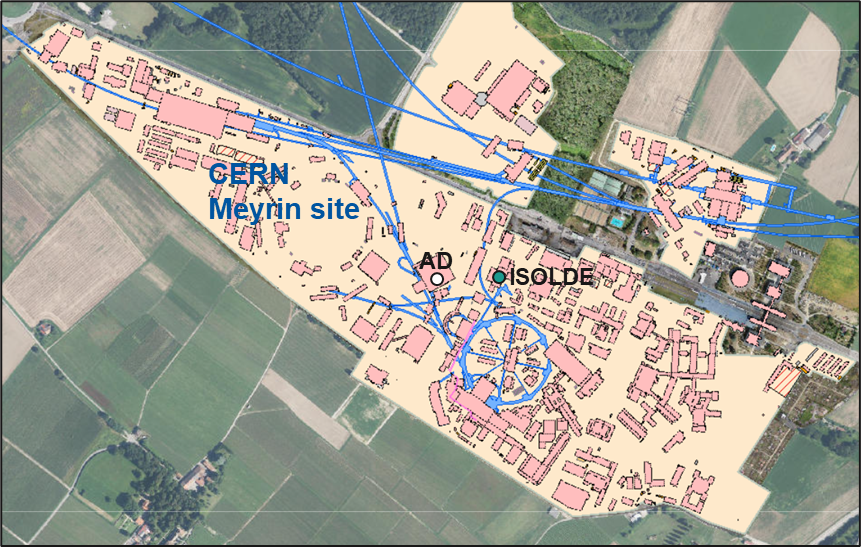 CERN
Meyrin site
AD
ISOLDE